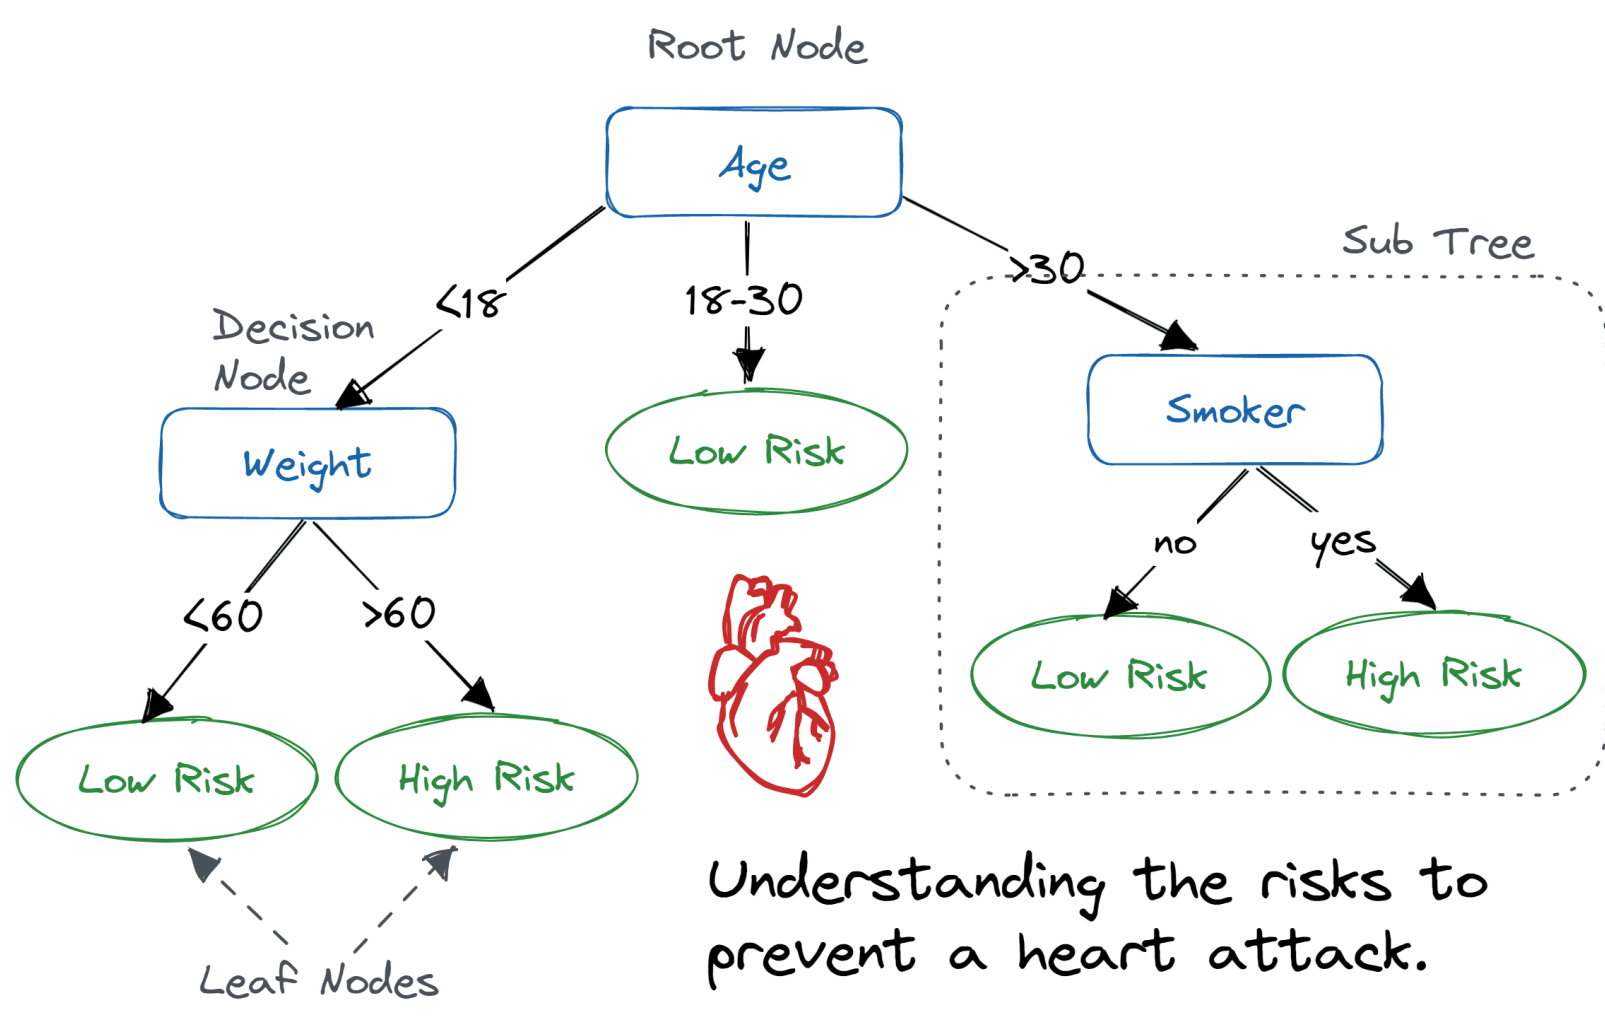 Root Node
Age
Sub Tree
>30
<18
18-30
Decision
Node
Smoker
Weight
Low Risk
no
yes
<60
>60
Low Risk
High Risk
Low Risk
High Risk
Understanding the risks to
prevent a heart attack.
Leaf Nodes